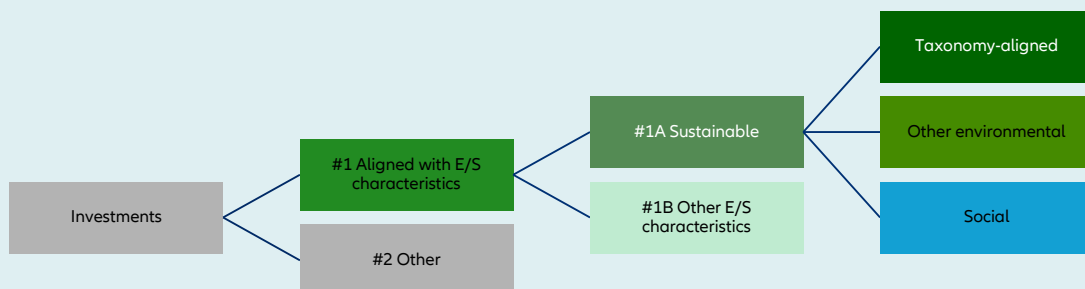 Investments
#1 Aligned with E/S
characteristics
#2 Other
#1A Sustainable
#1B Other E/S
characteristics
Taxonomy-aligned
Other environmental
Social